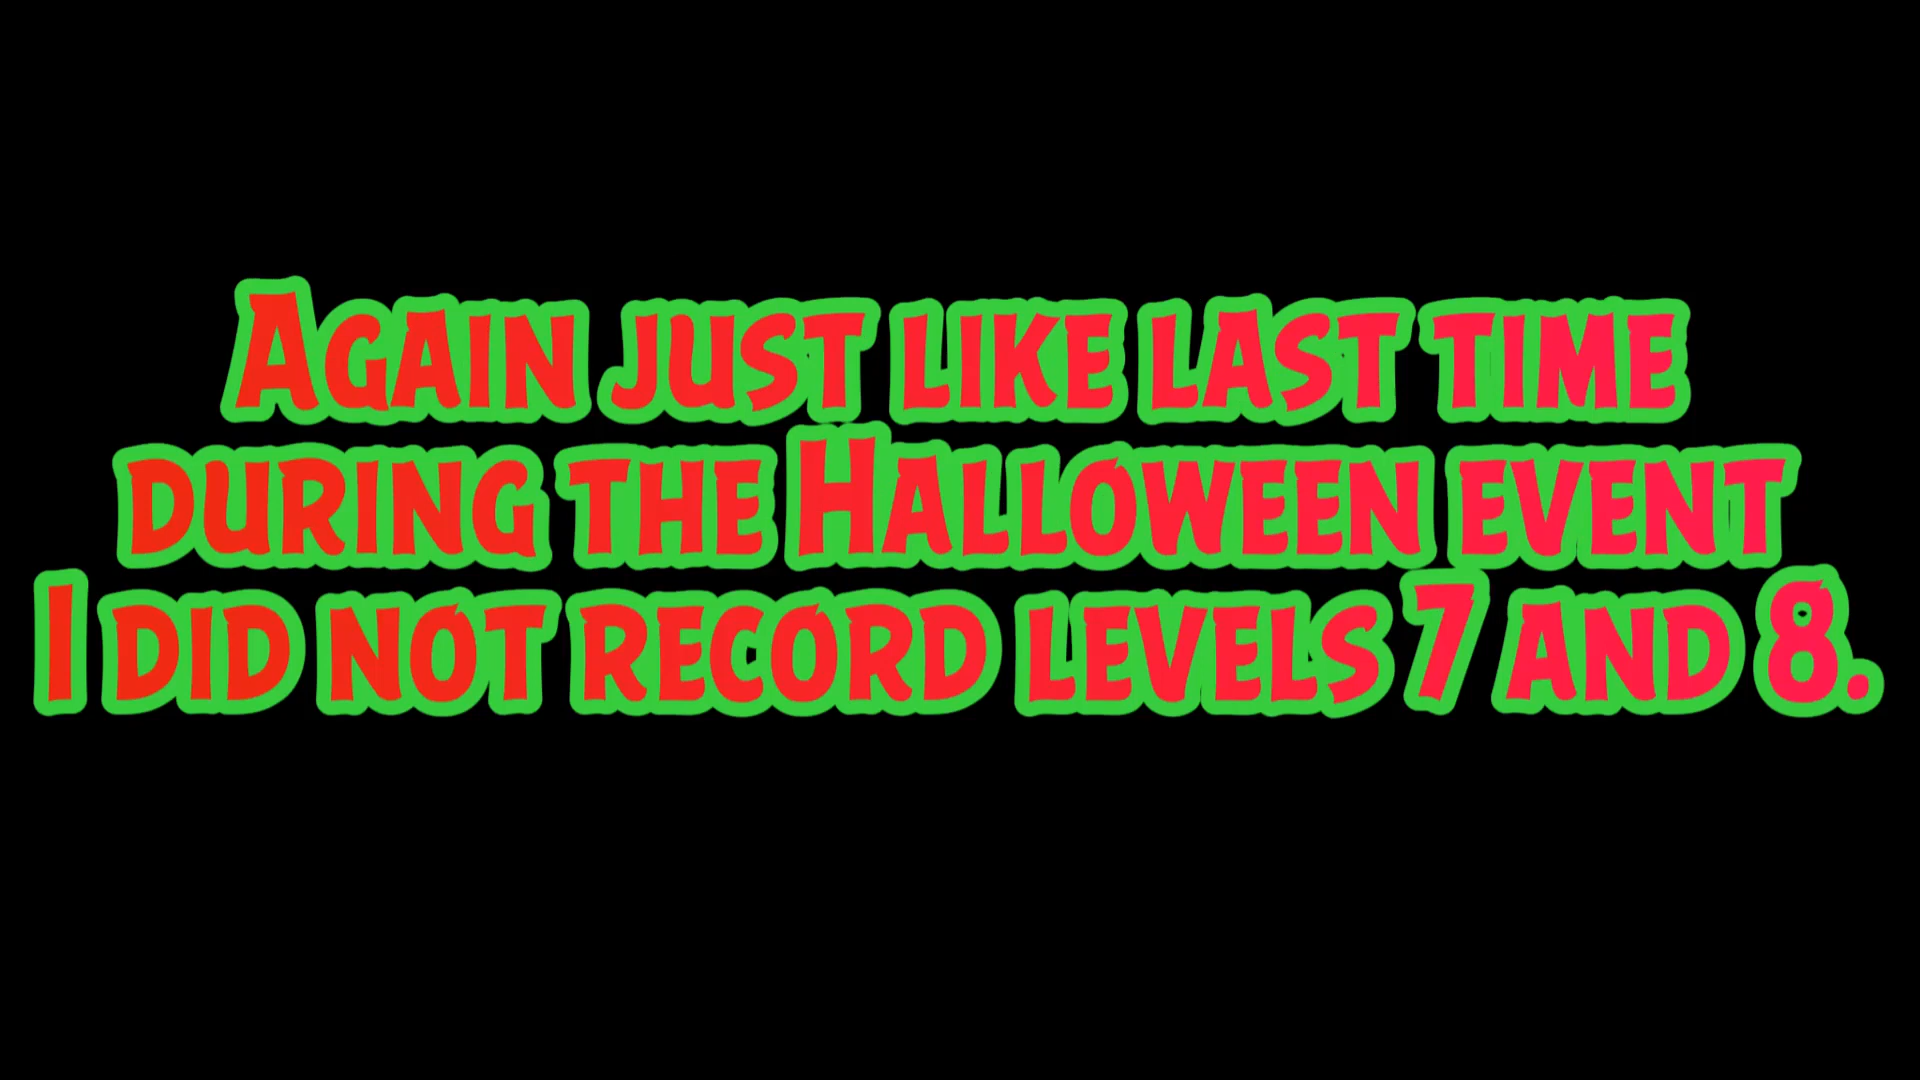 Again just like last time
during the Halloween event
I did not record levels 7 and 8.